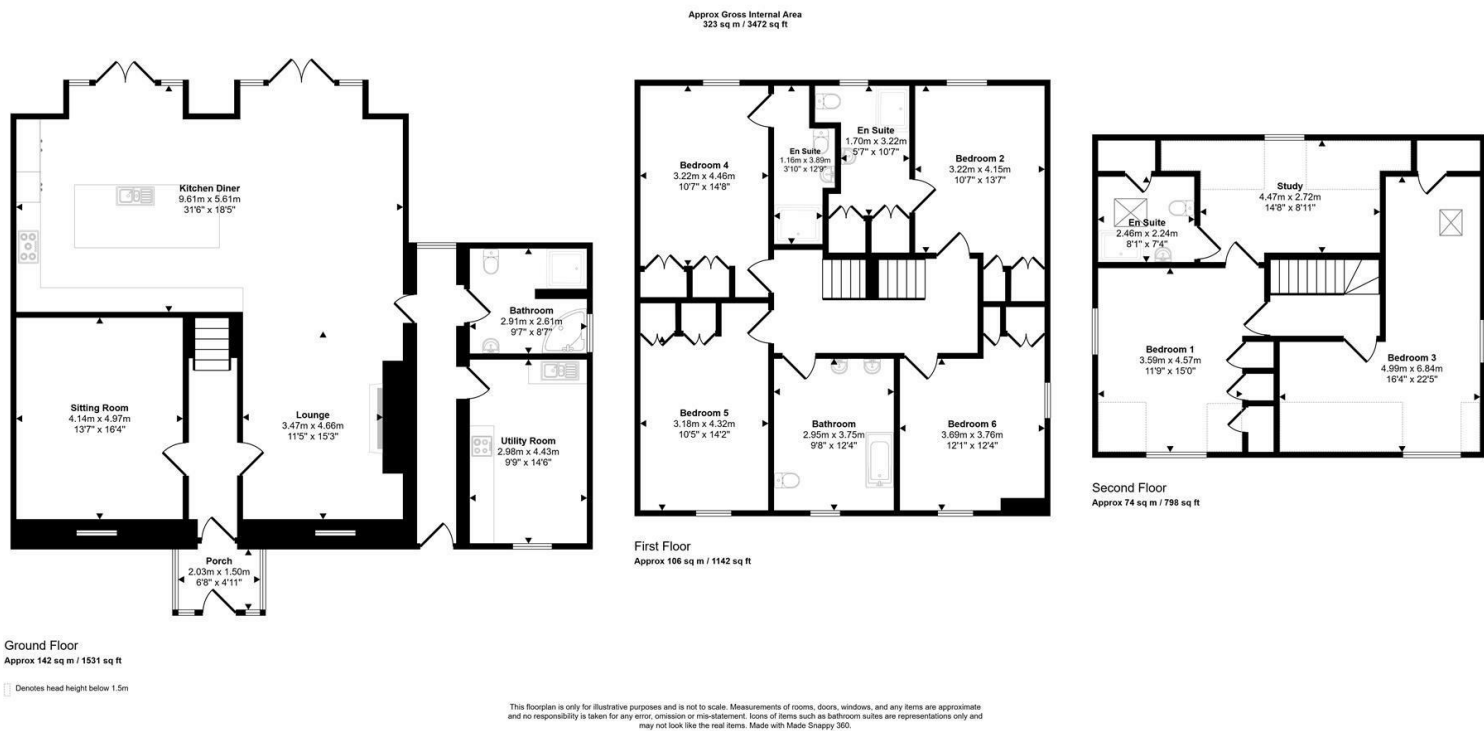 Approx Gross Internal Area
323 sq m / 3472 sq ft
Kitchen Diner
9.61m x 5.61m
31'6" x 18'5"
Sitting Room
4.14m x 4.97m
13'7" x 16'4"
Lounge
3.47m x 4.66m
11'5" x 15'3"
Bathroom
2.91m x 2.61m
9'7" x 8'7"
Utility Room
2.98m x 4.43m
9'9" x 14'6"
Porch
2.03m x 1.50m
6'8" x 4'11"
Ground Floor
Approx 142 sq m / 1531 sq ft
Denotes head height below 1.5m
Bedroom 4
3.22m x 4.46m
10'7" x 14'8"
En Suite
1.16m x 3.89m
3'10" x 12'9"
En Suite
1.70m x 3.22m
5'7" x 10'7"
Bedroom 2
3.22m x 4.15m
10'7" x 13'7"
Bedroom 5
3.18m x 4.32m
10'5" x 14'2"
Bathroom
2.95m x 3.75m
9'8" x 12'4"
Bedroom 6
3.69m x 3.76m
12'1" x 12'4"
First Floor
Approx 106 sq m / 1142 sq ft
Study
4.47m x 2.72m
14'8" x 8'11"
En Suite
2.46m x 2.24m
8'1" x 7'4"
Bedroom 1
3.59m x 4.57m
11'9" x 15'0"
Bedroom 3
4.99m x 6.84m
16'4" x 22'5"
Second Floor
Approx 74 sq m / 798 sq ft
This floorplan is only for illustrative purposes and is not to scale. Measurements of rooms, doors, windows, and any items are approximate
and no responsibility is taken for any error, omission or mis-statement. Icons of items such as bathroom suites are representations only and
may not look like the real items. Made with Made Snappy 360.